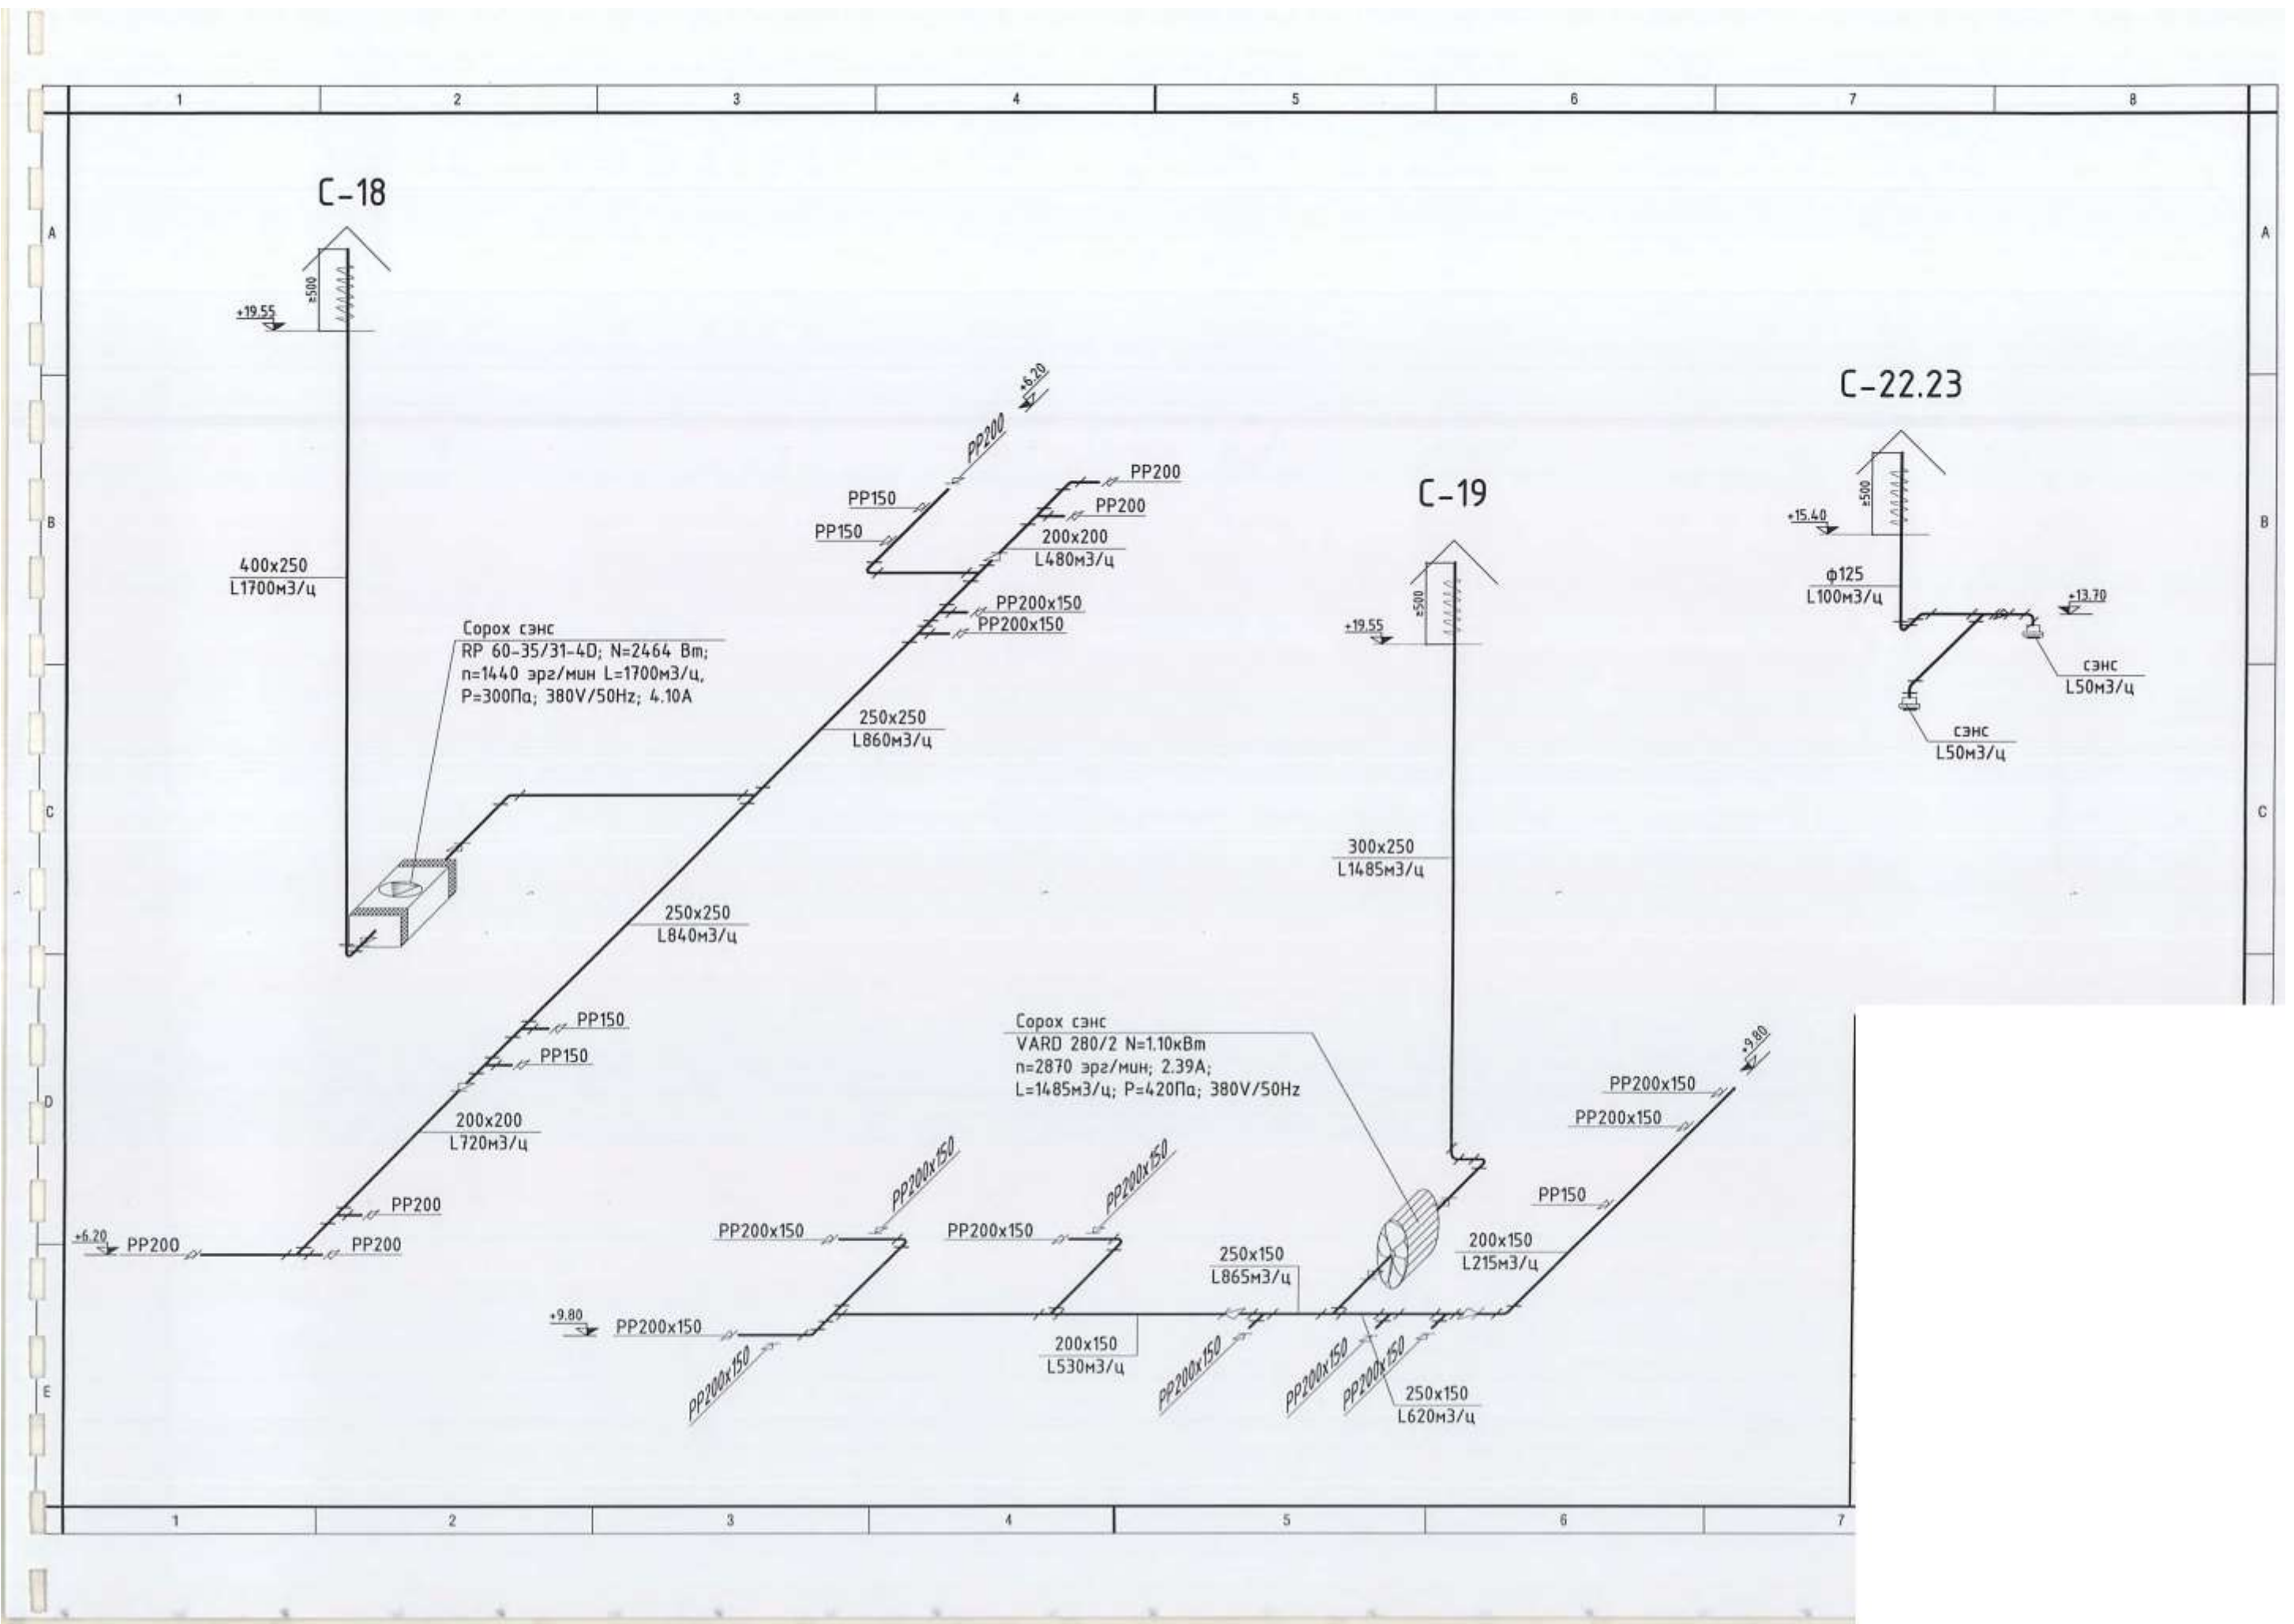 1 2 3 4 5 6 7 8
A
A
C-18
≥500
+19.55
400x250
L1700м3/ц
Сорох сэнс
RP 60-35/31-4D; N=2464 Вт;
n=1440 эрг/мин L=1700м3/ц,
P=300Па; 380V/50Hz; 4.10A
+6.20
PP200
PP150
PP150
PP200
PP200
200x200
L480м3/ц
PP200x150
PP200x150
250x250
L860м3/ц
250x250
L840м3/ц
PP150
PP150
200x200
L720м3/ц
PP200
+6.20
PP200
PP200
B
B
C-19
≥500
+19.55
300x250
L1485м3/ц
Сорох сэнс
VARD 280/2 N=1.10кВт
n=2870 эрг/мин; 2.39A;
L=1485м3/ц; P=420Па; 380V/50Hz
+9.80
PP200x150
PP200x150
PP150
200x150
L215м3/ц
PP200x150
PP200x150
PP200x150
PP200x150
250x150
L865м3/ц
+9.80
PP200x150
PP200x150
200x150
L530м3/ц
PP200x150
PP200x150
PP200x150
250x150
L620м3/ц
C-22.23
≥500
+15.40
ф125
L100м3/ц
+13.70
сэнс
L50м3/ц
сэнс
L50м3/ц
C
C
D
E
1 2 3 4 5 6 7